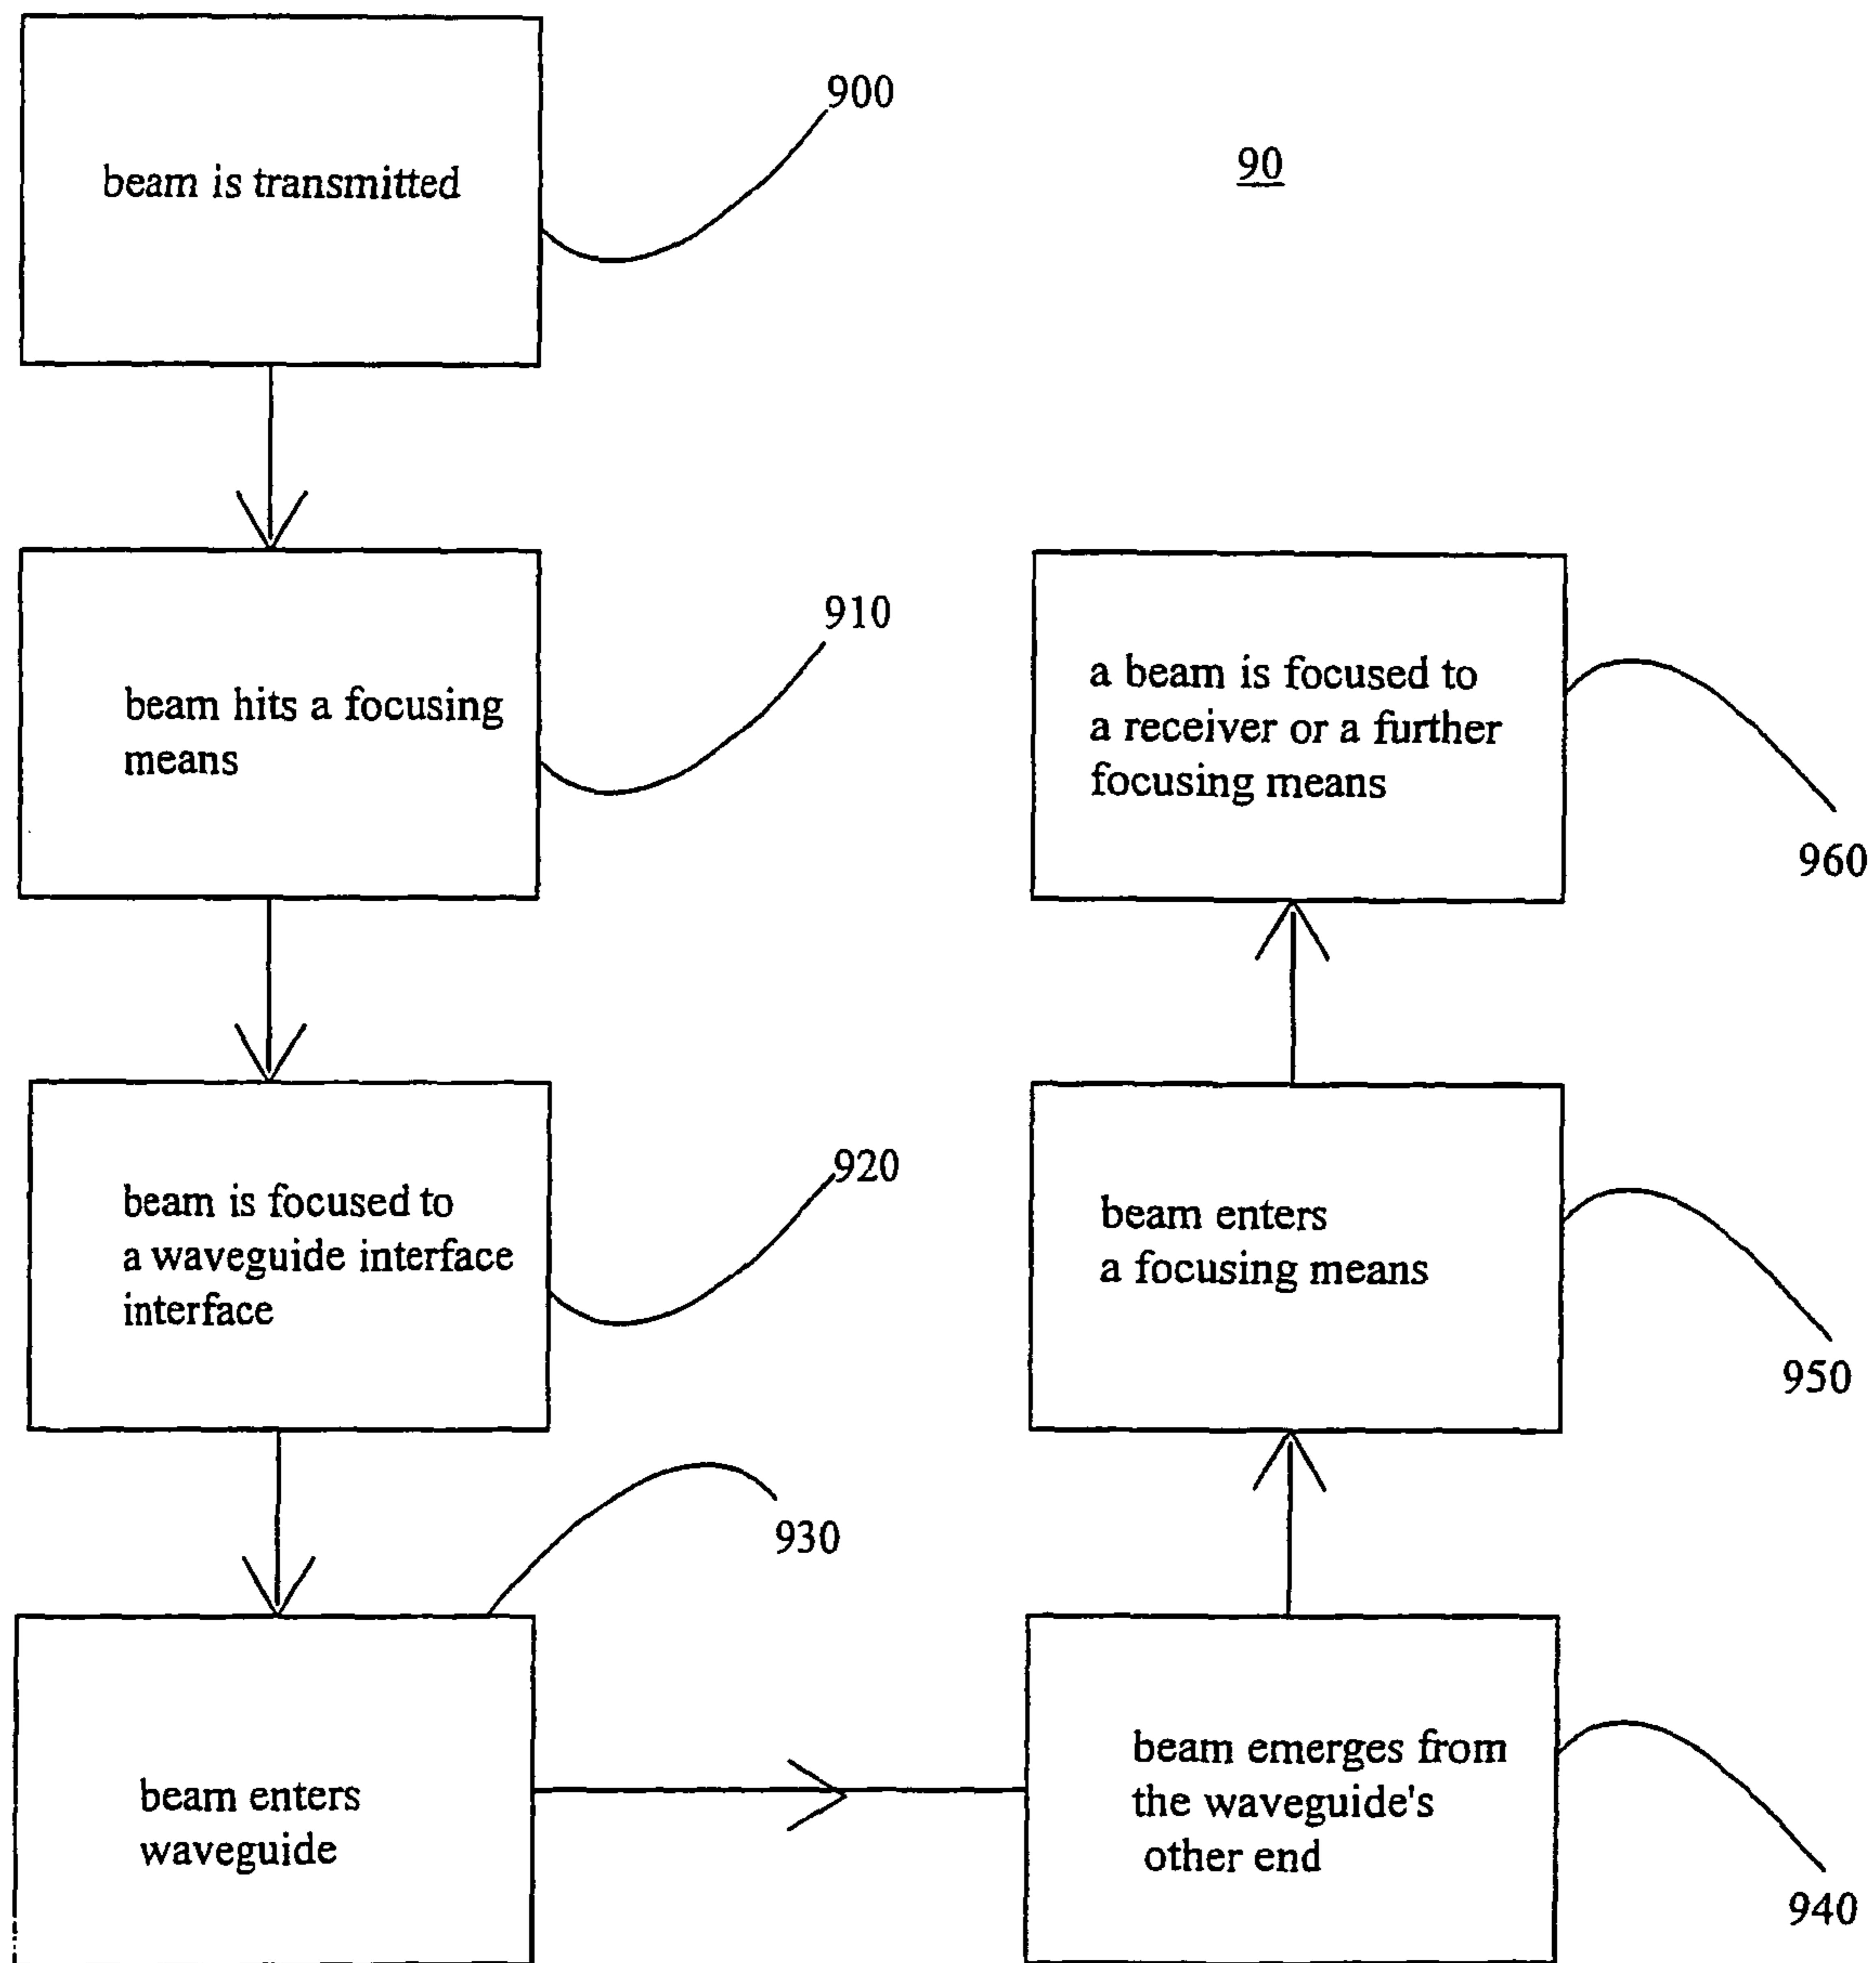 beam is transmitted
900
90
beam hits a focusing
means
910
beam is focused to
a waveguide interface
interface
920
beam enters
waveguide
930
beam emerges from
the waveguide's
other end
940
beam enters
a focusing means
950
a beam is focused to
a receiver or a further
focusing means
960